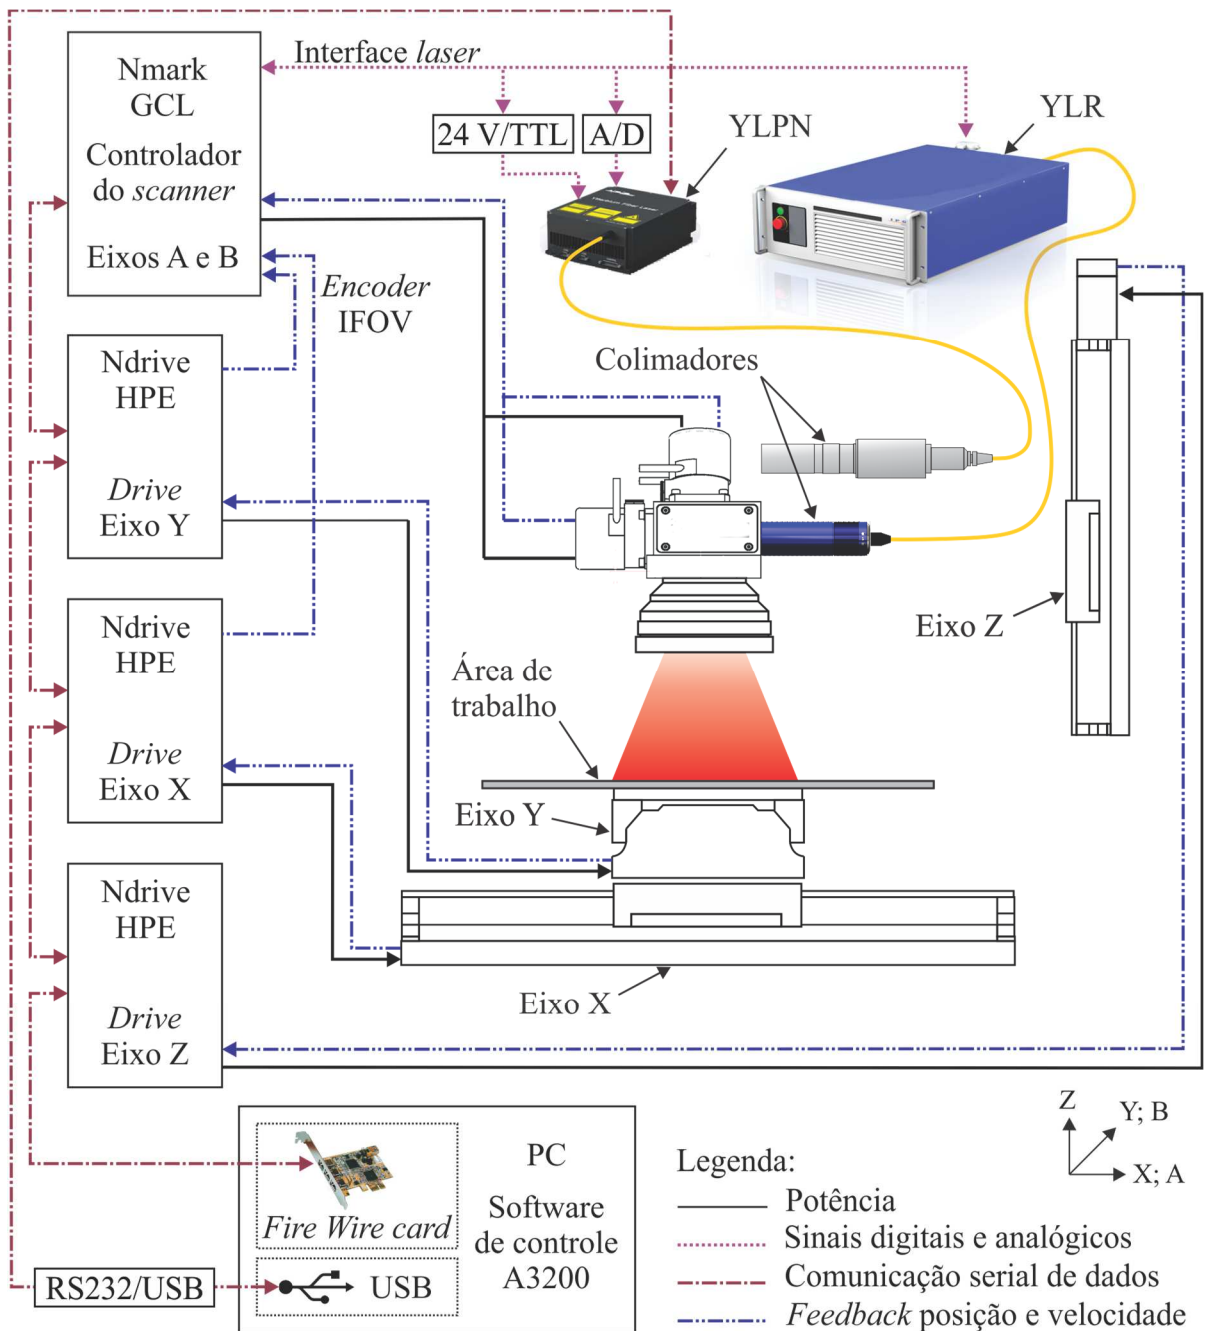 Nmark
GCL
Controlador
do scanner
Eixos A e B
Interface laser
24 V/TTL
A/D
YLPN
YLR
Encoder
IFOV
Ndrive
HPE
Drive
Eixo Y
Colimadores
Eixo Z
Ndrive
HPE
Drive
Eixo X
Área de
trabalho
Eixo Y
Ndrive
HPE
Drive
Eixo Z
Eixo X
PC
Software
de controle
A3200
Fire Wire card
RS232/USB
USB
Z
Y; B
X; A
Legenda:
Potência
Sinais digitais e analógicos
Comunicação serial de dados
Feedback posição e velocidade